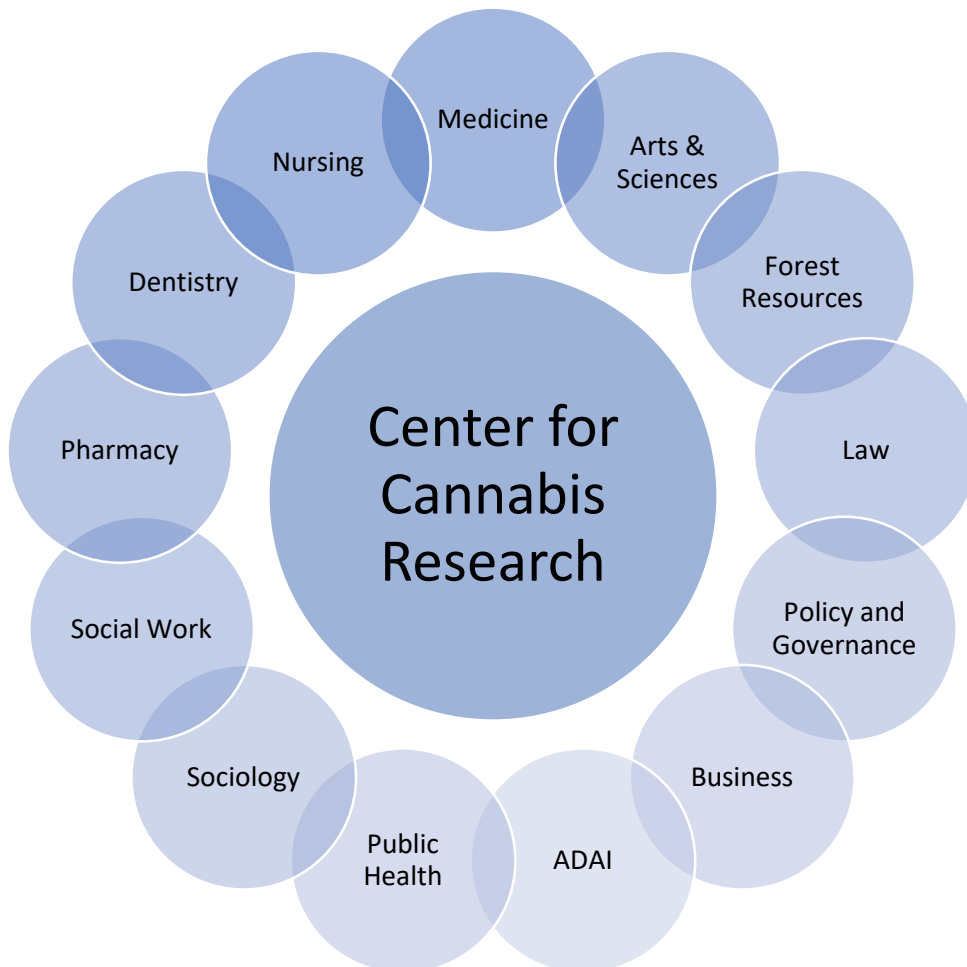 Medicine
Arts &
Sciences
Forest
Resources
Law
Policy and
Governance
Business
ADAI
Public
Health
Sociology
Social Work
Pharmacy
Dentistry
Nursing
Center for
Cannabis
Research